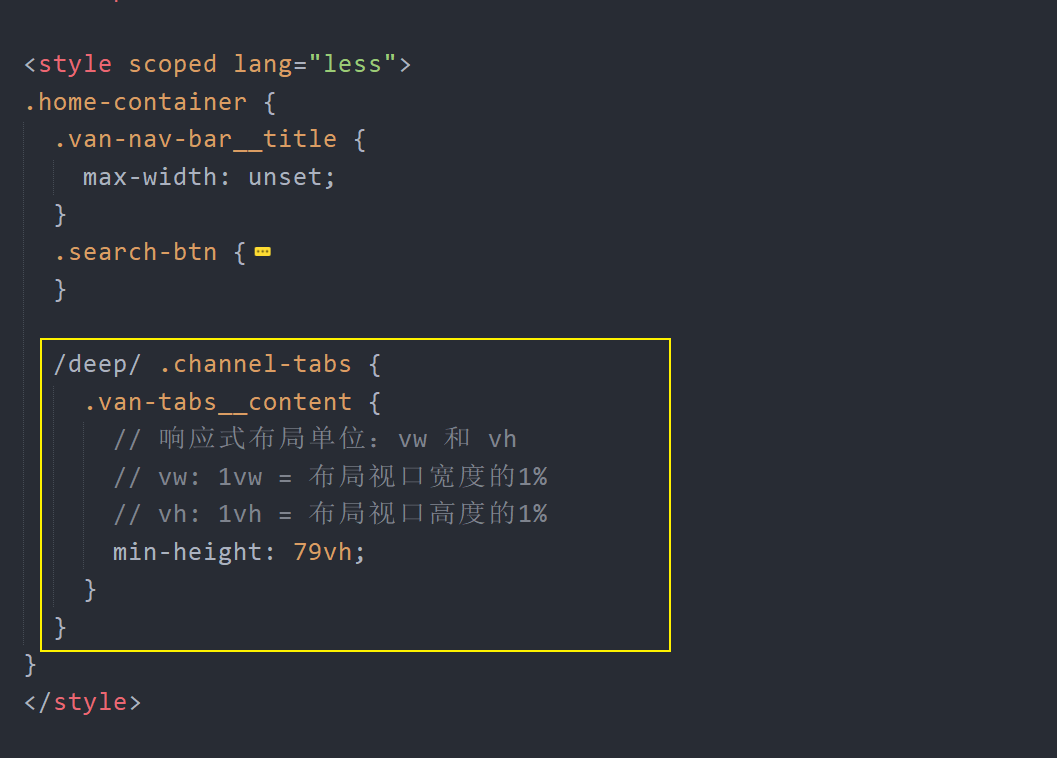 <style scoped lang="less">
.home-container {
.van-nav-bar__title {
max-width: unset;
}
.search-btn {
}
/deep/ .channel-tabs {
.van-tabs__content {
// 响应式布局单位：vw 和 vh
// vw: 1vw = 布局视口宽度的1%
// vh: 1vh = 布局视口高度的1%
min-height: 79vh;
}
}
}
</style>